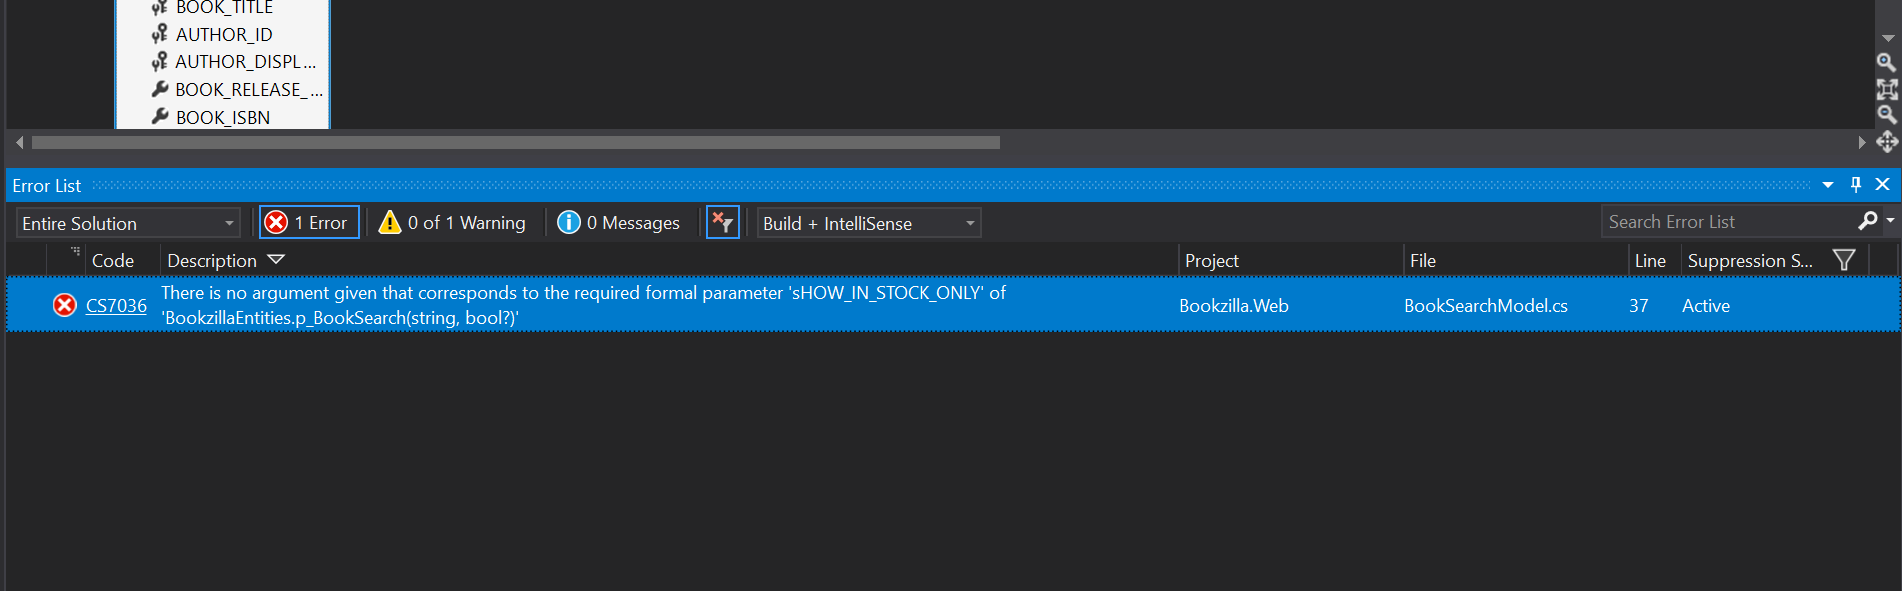 BOOK_TITLE
AUTHOR_ID
AUTHOR_DISPL...
BOOK_RELEASE_...
BOOK_ISBN
Error List
Entire Solution
1 Error
0 of 1 Warning
0 Messages
Build + IntelliSense
Search Error List
Code
Description
Project
File
Line
Suppression S...
CS7036
There is no argument given that corresponds to the required formal parameter 'sHOW_IN_STOCK_ONLY' of
'BookzillaEntities.p_BookSearch(string, bool?)'
Bookzilla.Web
BookSearchModel.cs
37
Active